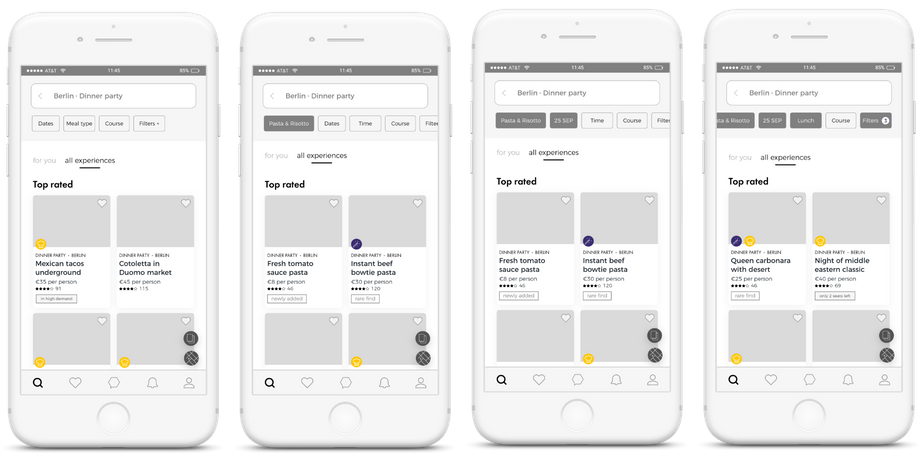 AT&T 11:45 85%
Berlin - Dinner party
Dates Meal type Course Filters +
for you all experiences
Top rated
DINNER PARTY - BERLIN
Mexican tacos
underground
€35 per person
91
in high demand!
DINNER PARTY - BERLIN
Cotoletta in
Duomo market
€45 per person
115
AT&T 11:45 85%
Berlin - Dinner party
Pasta & Risotto Dates Time Course Filte
for you all experiences
Top rated
DINNER PARTY - BERLIN
Fresh tomato
sauce pasta
€8 per person
46
newly added
DINNER PARTY - BERLIN
Instant beef
bowtie pasta
€30 per person
120
rare find
AT&T 11:45 85%
Berlin - Dinner party
Pasta & Risotto 25 SEP Time Course Filte
for you all experiences
Top rated
DINNER PARTY - BERLIN
Fresh tomato
sauce pasta
€8 per person
46
newly added
DINNER PARTY - BERLIN
Instant beef
bowtie pasta
€30 per person
120
rare find
AT&T 11:45 85%
Berlin - Dinner party
ta & Risotto 25 SEP Lunch Course Filters 3
for you all experiences
Top rated
DINNER PARTY - BERLIN
Queen carbonara
with desert
€25 per person
46
rare find
DINNER PARTY - BERLIN
Night of middle
eastern classic
€40 per person
69
only 2 seats left